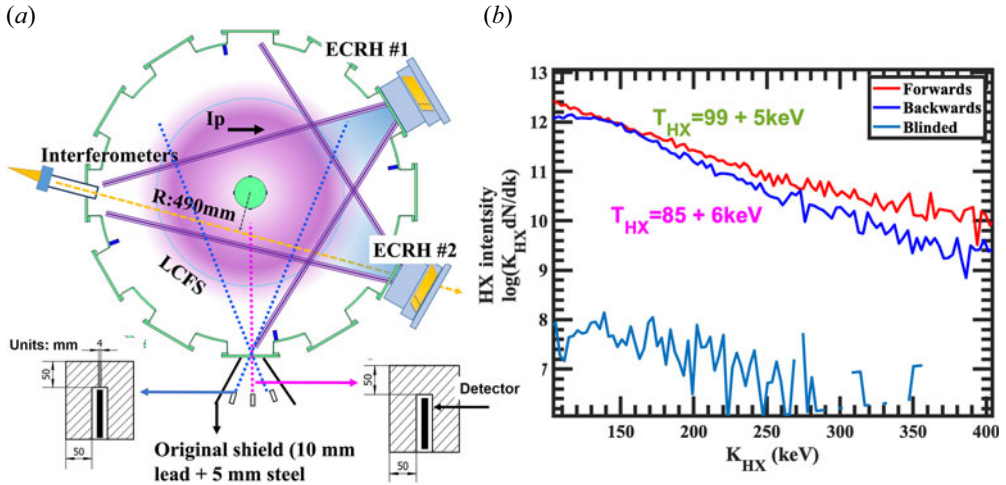 (a)
ECRH #1
Ip
Interferometers
R:490mm
ECRH #2
LCFS
Units: mm
4
50
50
50
50
Detector
Original shield (10 mm
lead + 5 mm steel
(b)
13
12
11
10
9
8
7
HX intentsity
log(K_HX dN/dk)
Forwards
Backwards
Blinded
T_HX=99 + 5keV
T_HX=85 + 6keV
150 200 250 300 350 400
K_HX (keV)